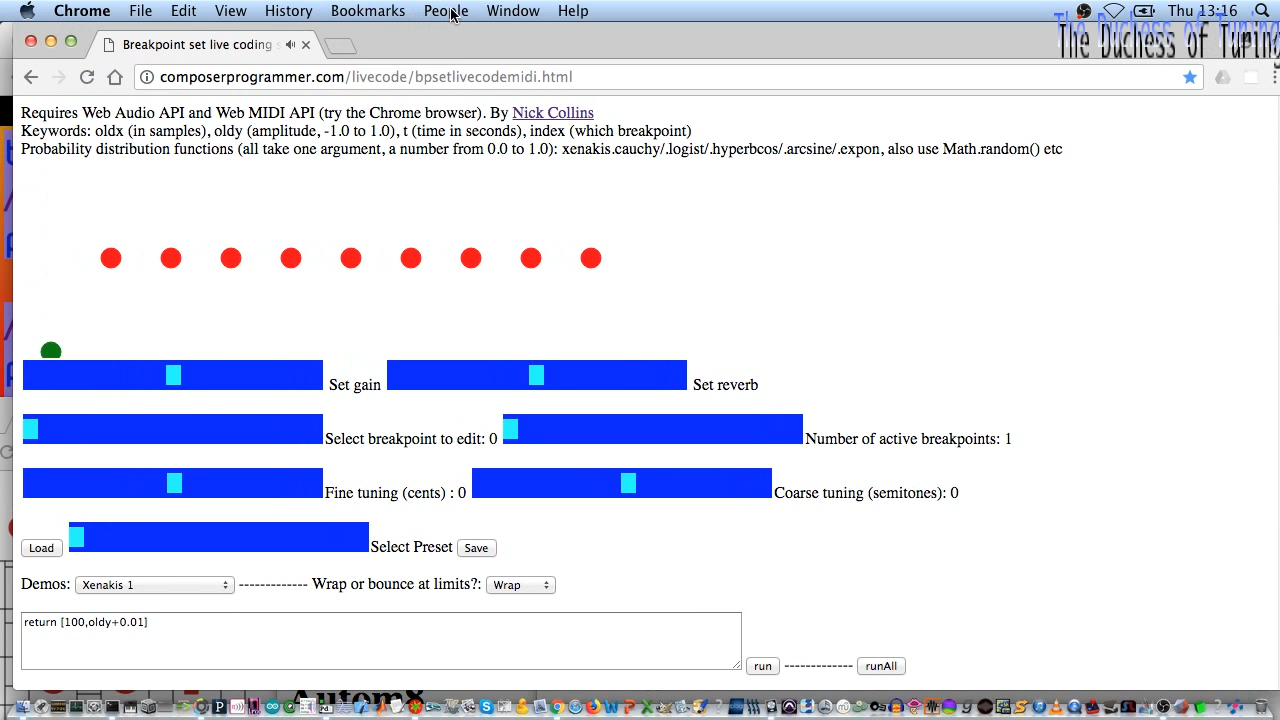 Chrome File Edit View History Bookmarks People Window Help Thu 13:16
The Duchess of Tuning
The Duchess of Tuning
Breakpoint set live coding
composerprogrammer.com/livecode/bpsetlivecodemidi.html
Requires Web Audio API and Web MIDI API (try the Chrome browser). By Nick Collins
Keywords: oldx (in samples), oldy (amplitude, -1.0 to 1.0), t (time in seconds), index (which breakpoint)
Probability distribution functions (all take one argument, a number from 0.0 to 1.0): xenakis.cauchy/.logist/.hyperbcos/.arcsine/.expon, also use Math.random() etc
Set gain Set reverb
Select breakpoint to edit: 0 Number of active breakpoints: 1
Fine tuning (cents) : 0 Coarse tuning (semitones): 0
Load Select Preset Save
Demos: Xenakis 1 ------------- Wrap or bounce at limits?: Wrap
return [100,oldy+0.01]
run ------------- runAll
Autom8